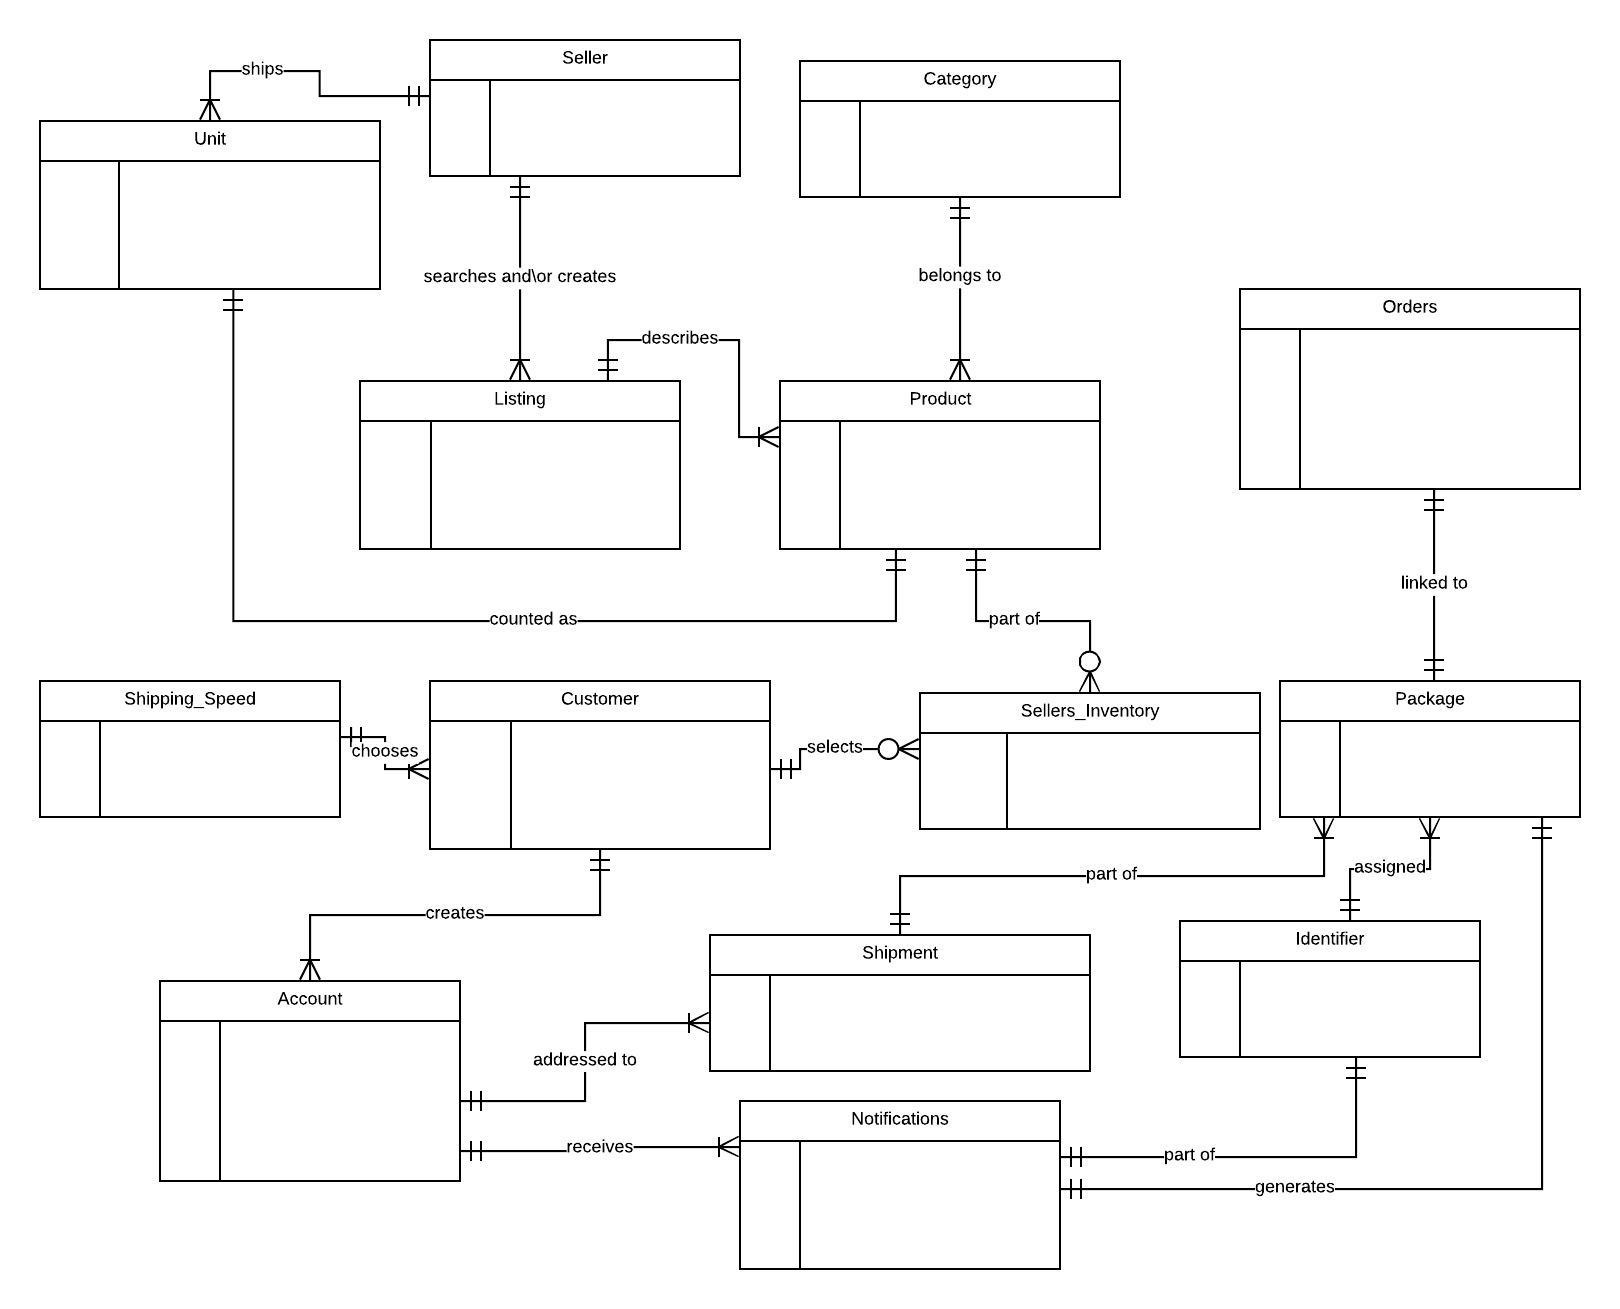 Seller
ships
Category
Unit
searches and\or creates
belongs to
Orders
describes
Listing
Product
linked to
counted as
part of
Shipping_Speed
Customer
Sellers_Inventory
Package
chooses
selects
assigned
part of
creates
Identifier
Shipment
Account
addressed to
Notifications
receives
part of
generates